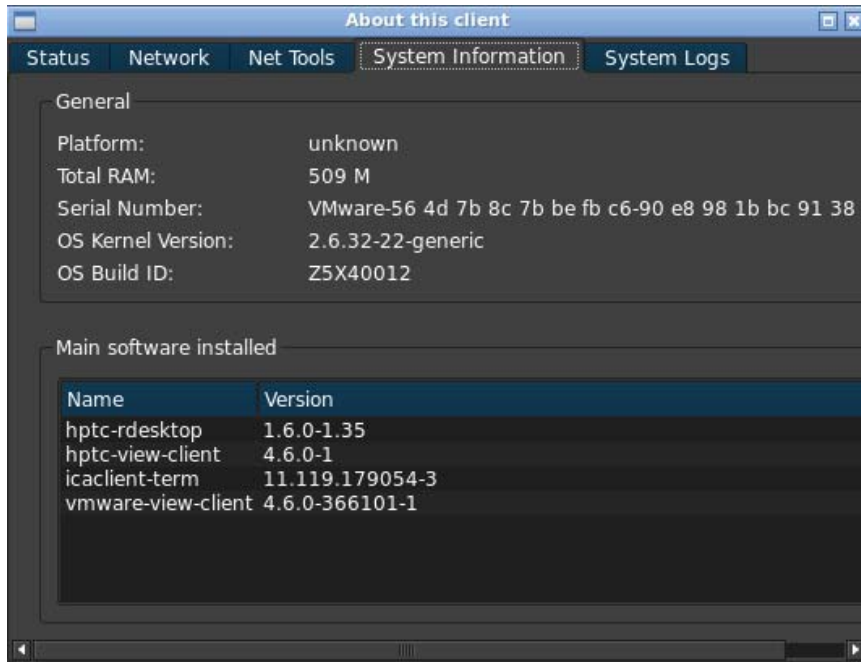 About this client
Status Network Net Tools System Information System Logs
General
Platform: unknown
Total RAM: 509 M
Serial Number: VMware-56 4d 7b 8c 7b be fb c6-90 e8 98 1b bc 91 38
OS Kernel Version: 2.6.32-22-generic
OS Build ID: Z5X40012
Main software installed
Name Version
hptc-rdesktop 1.6.0-1.35
hptc-view-client 4.6.0-1
icaclient-term 11.119.179054-3
vmware-view-client 4.6.0-366101-1